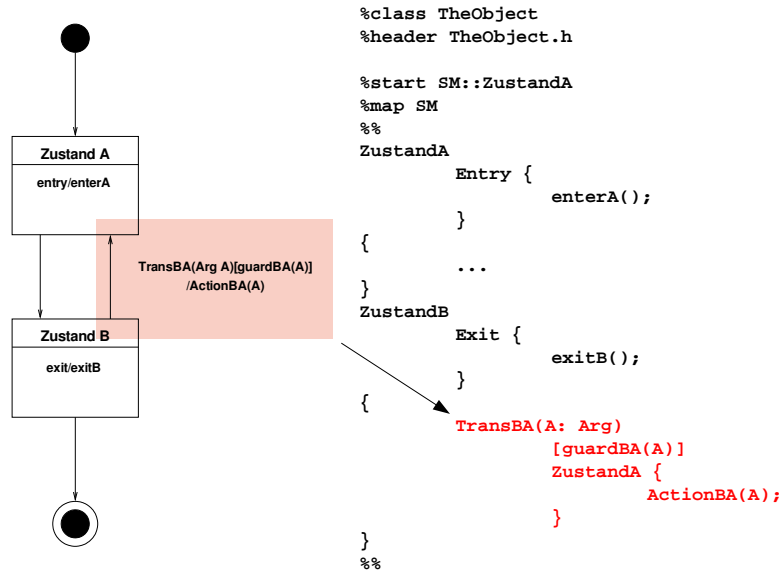 Zustand A
entry/enterA
TransBA(Arg A)[guardBA(A)]
/ActionBA(A)
Zustand B
exit/exitB
%class TheObject
%header TheObject.h
%start SM::ZustandA
%map SM
%%
ZustandA
Entry {
enterA();
}
{
...
}
ZustandB
Exit {
exitB();
}
{
TransBA(A: Arg)
[guardBA(A)]
ZustandA {
ActionBA(A);
}
}
%%